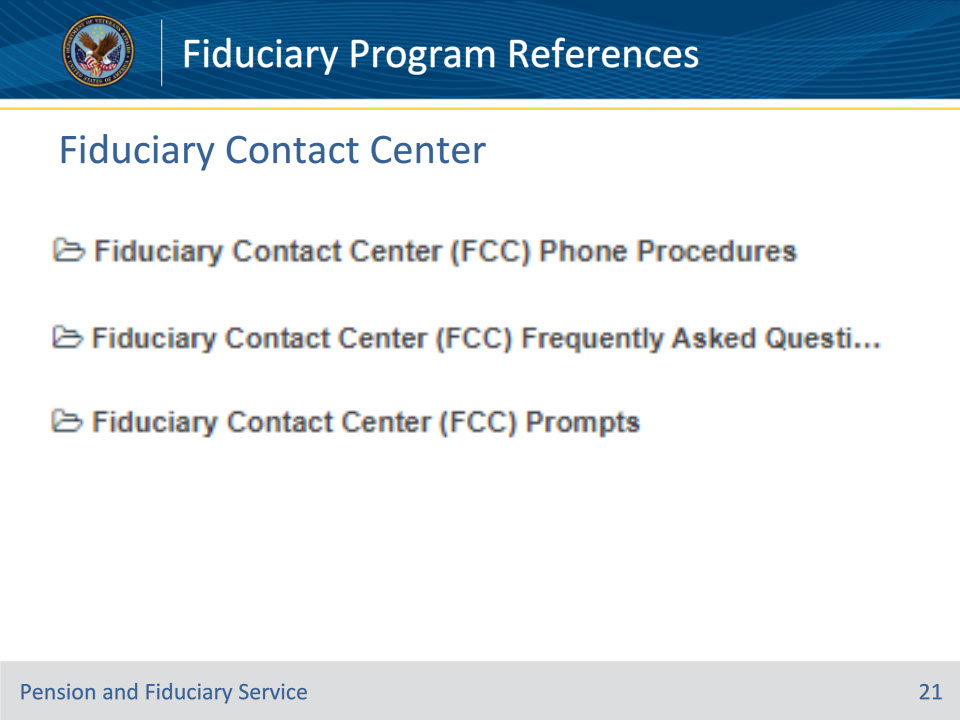 Fiduciary Program References
Fiduciary Contact Center
Fiduciary Contact Center (FCC) Phone Procedures
Fiduciary Contact Center (FCC) Frequently Asked Questi...
Fiduciary Contact Center (FCC) Prompts
Pension and Fiduciary Service
21